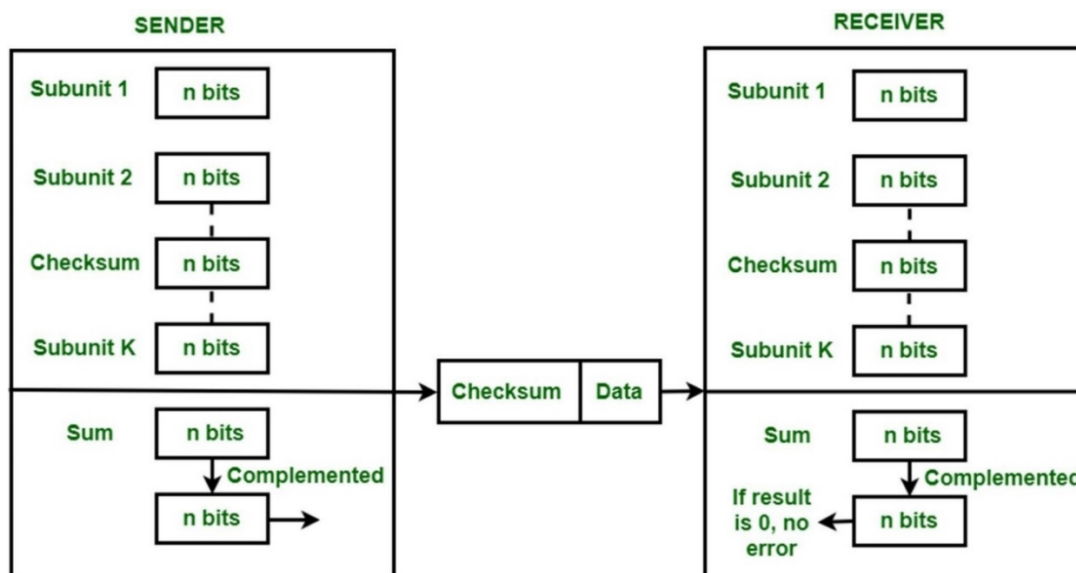 SENDER
Subunit 1
n bits
Subunit 2
n bits
Checksum
n bits
Subunit K
n bits
Sum
n bits
Complemented
n bits
Checksum
Data
RECEIVER
Subunit 1
n bits
Subunit 2
n bits
Checksum
n bits
Subunit K
n bits
Sum
n bits
Complemented
If result
is 0, no
error
n bits